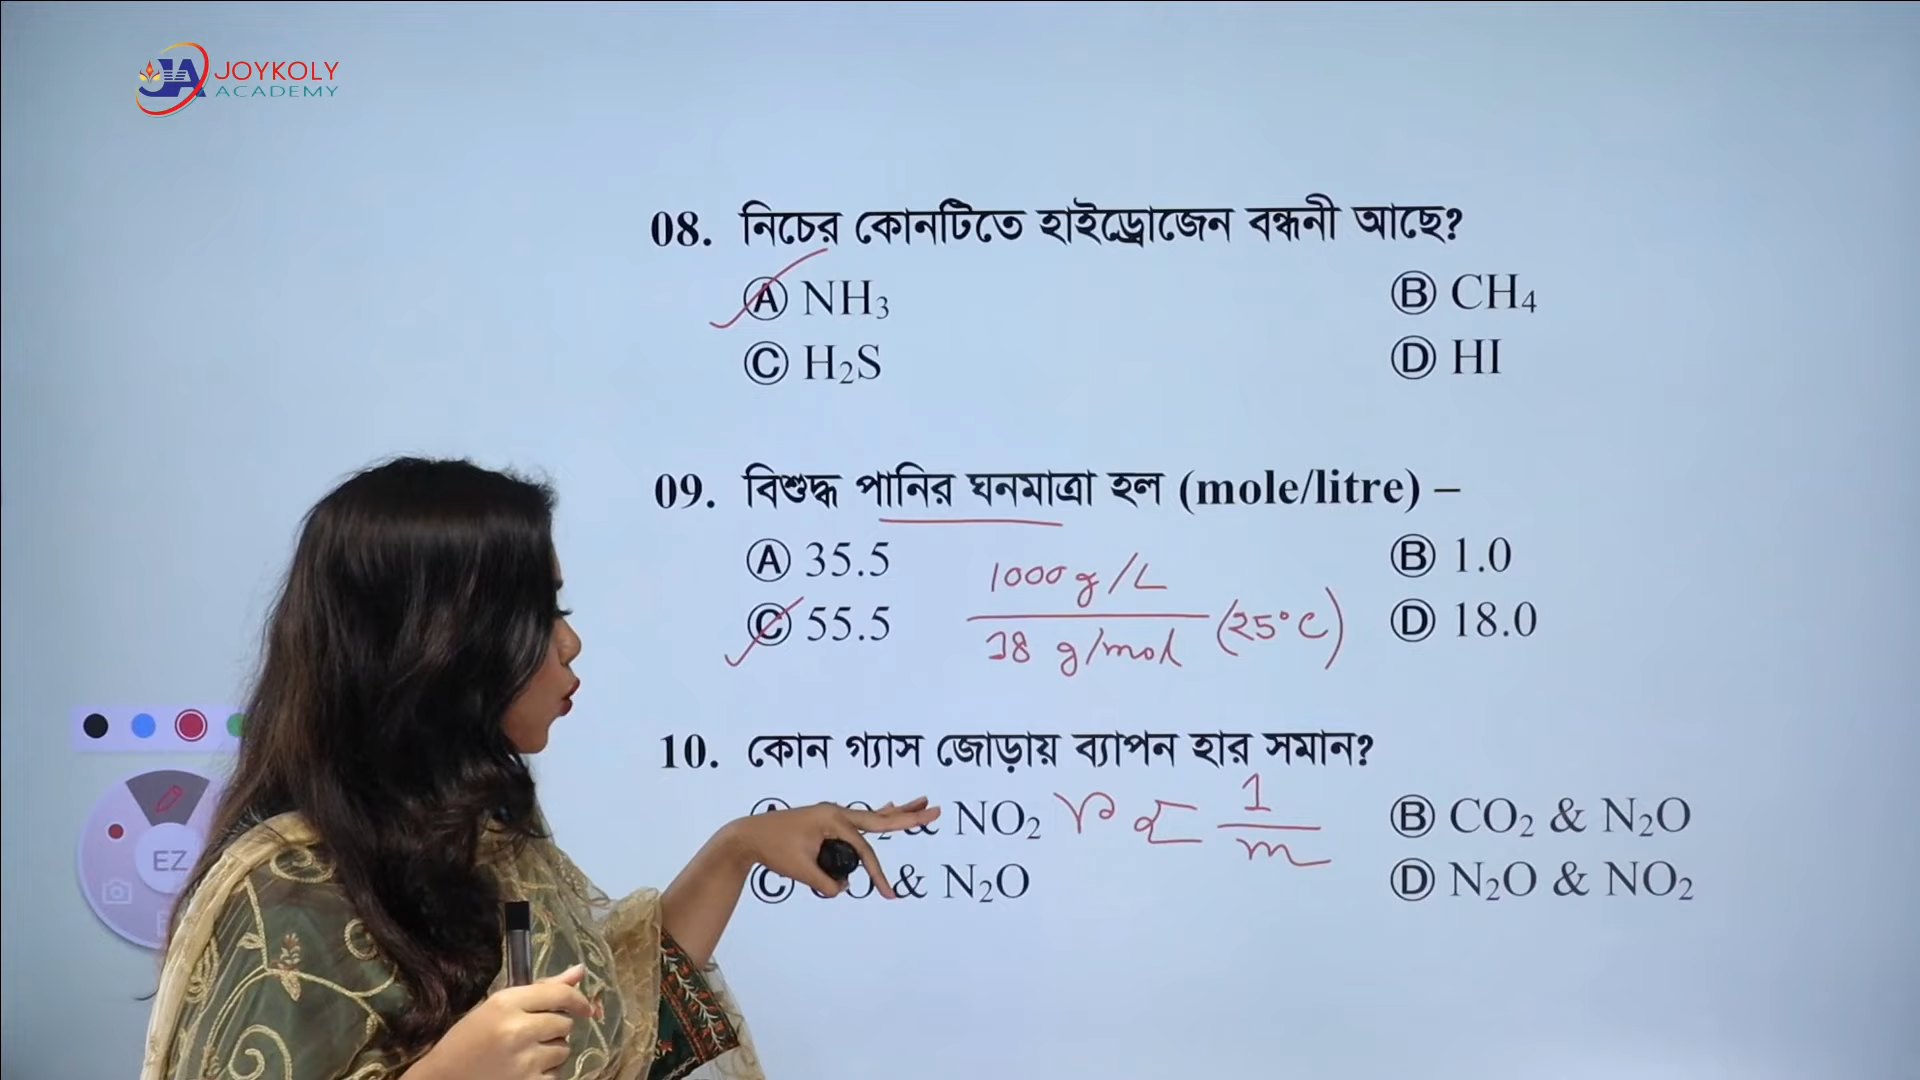 JOYKOLY
ACADEMY
08. নিচের কোনটিতে হাইড্রোজেন বন্ধনী আছে?
Ⓐ NH₃ Ⓑ CH₄
Ⓒ H₂S Ⓓ HI
09. বিশুদ্ধ পানির ঘনমাত্রা হল (mole/litre) –
Ⓐ 35.5 Ⓑ 1.0
1000 g/L
Ⓒ 55.5 (25°C) Ⓓ 18.0
18 g/mol
10. কোন গ্যাস জোড়ায় ব্যাপন হার সমান?
& NO₂ 1/m Ⓑ CO₂ & N₂O
Ⓒ & N₂O Ⓓ N₂O & NO₂
EZ